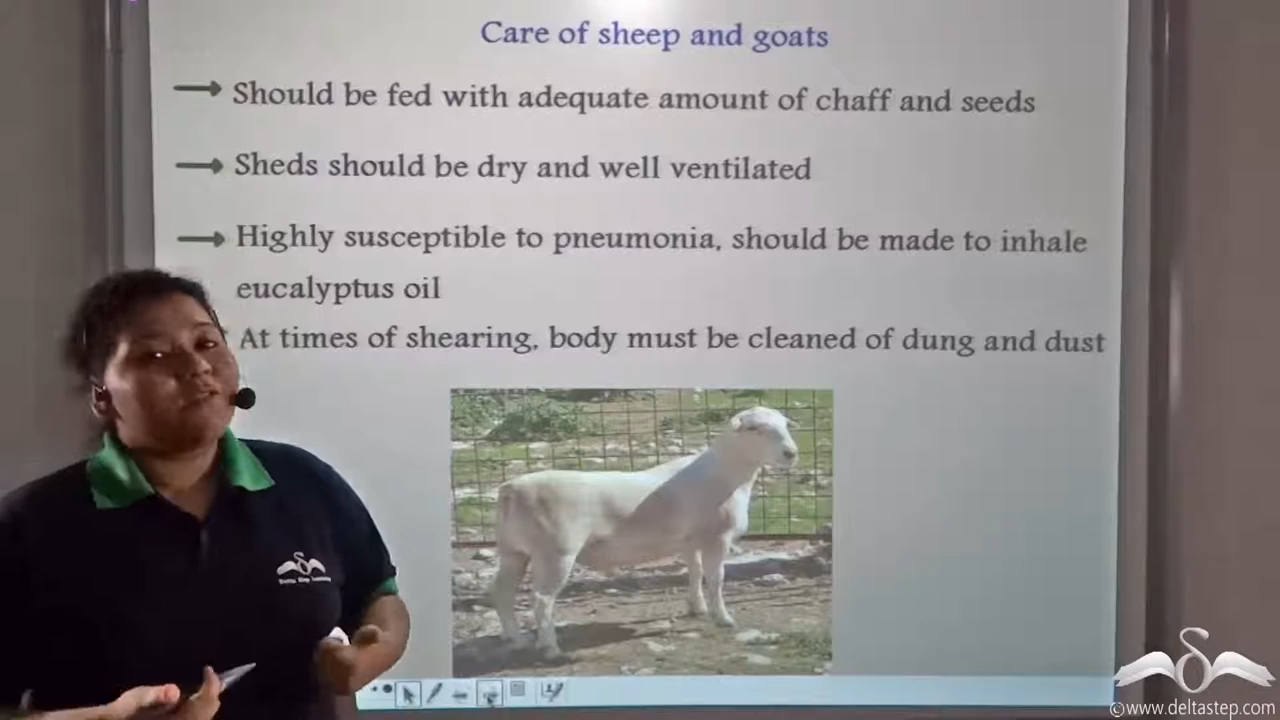 Care of sheep and goats
Should be fed with adequate amount of chaff and seeds
Sheds should be dry and well ventilated
Highly susceptible to pneumonia, should be made to inhale
eucalyptus oil
At times of shearing, body must be cleaned of dung and dust
©www.deltastep.com